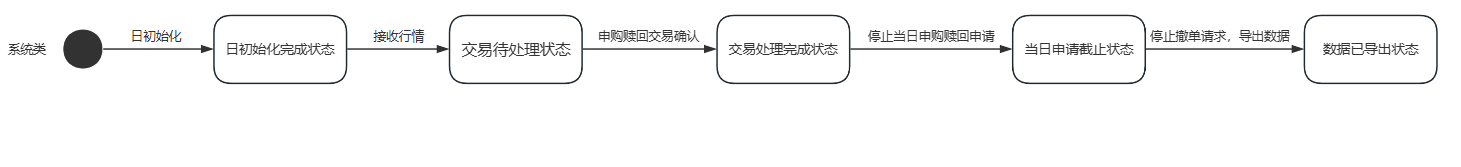 系统类
日初始化
日初始化完成状态
接收行情
交易待处理状态
申购赎回交易确认
交易处理完成状态
停止当日申购赎回申请
当日申请截止状态
停止撤单请求，导出数据
数据已导出状态